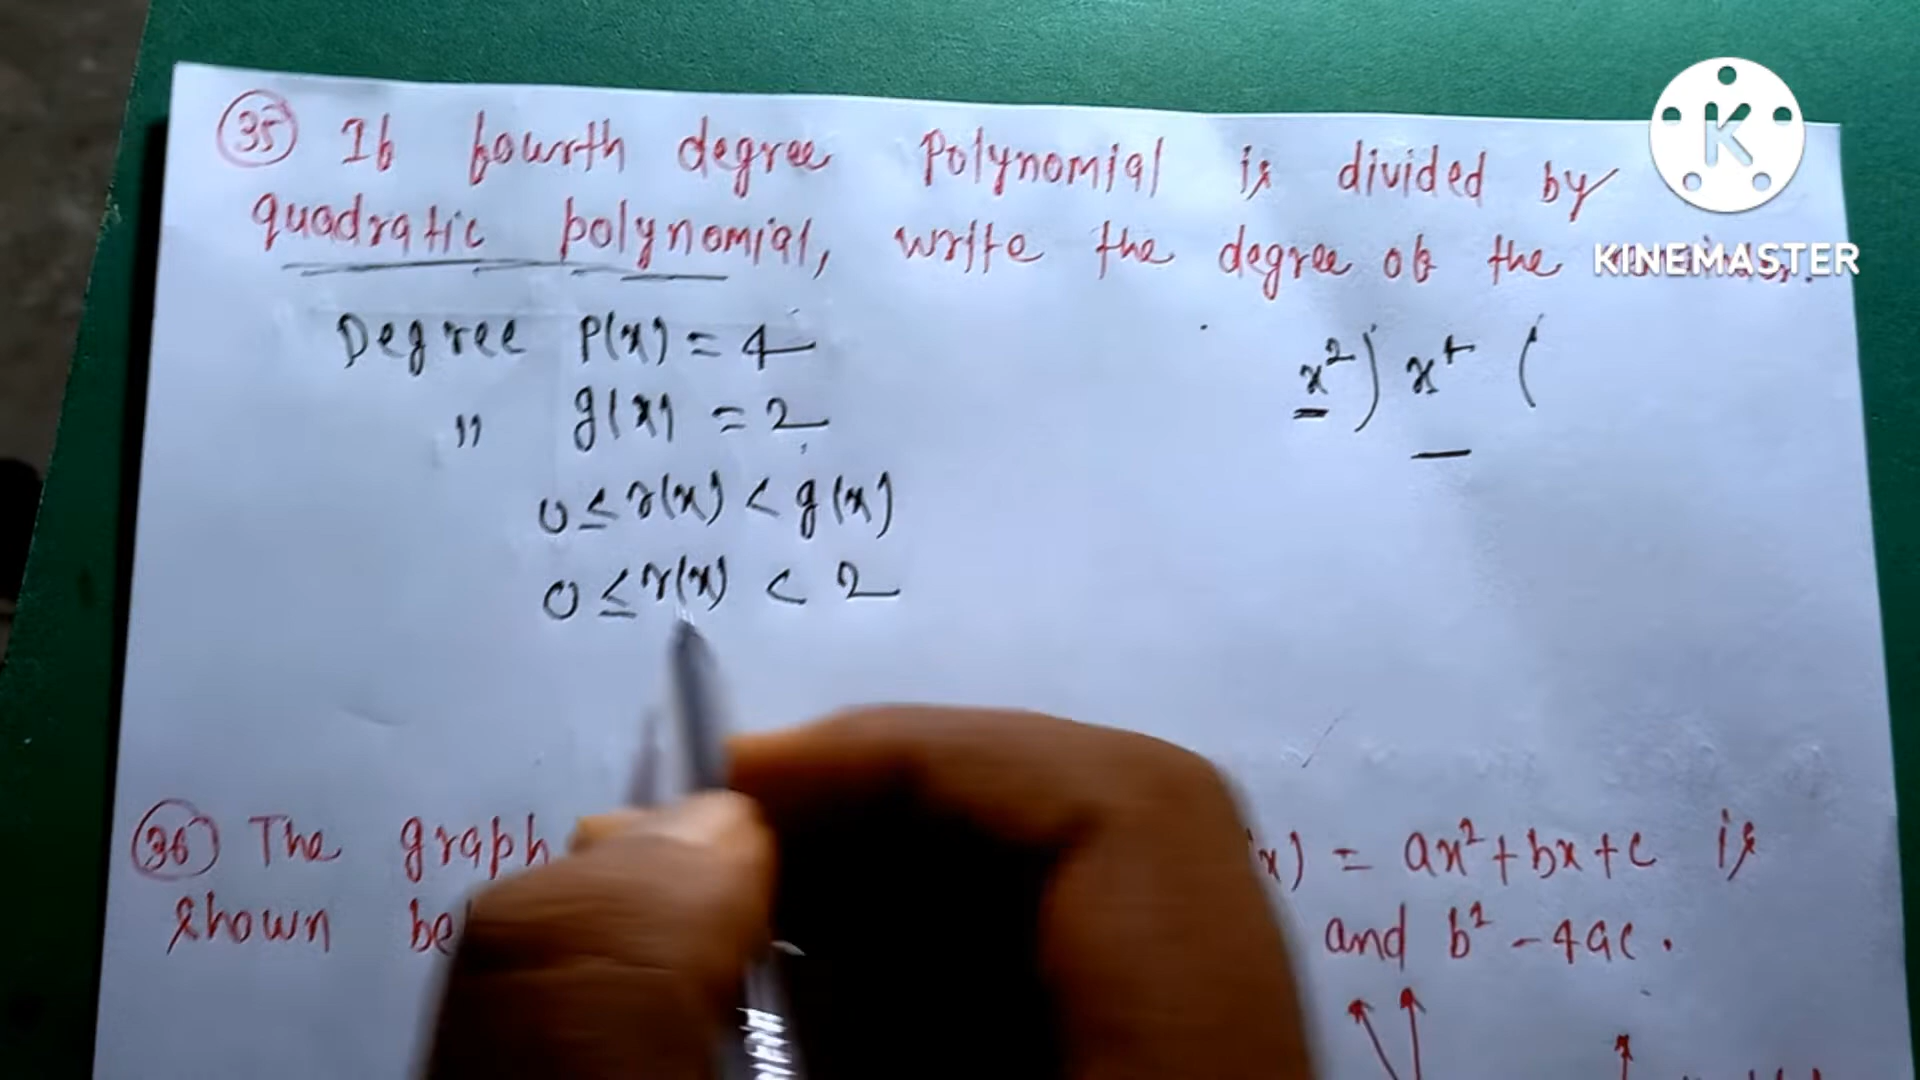 35 If fourth degree Polynomial is divided by
quadratic polynomial, write the degree of the
Degree P(x) = 4
" g(x) = 2
0 ≤ r(x) < g(x)
0 ≤ r(x) < 2
x²) x⁴ (
K
KINEMASTER
36 The graph x) = ax² + bx + c is
shown and b² - 4ac.